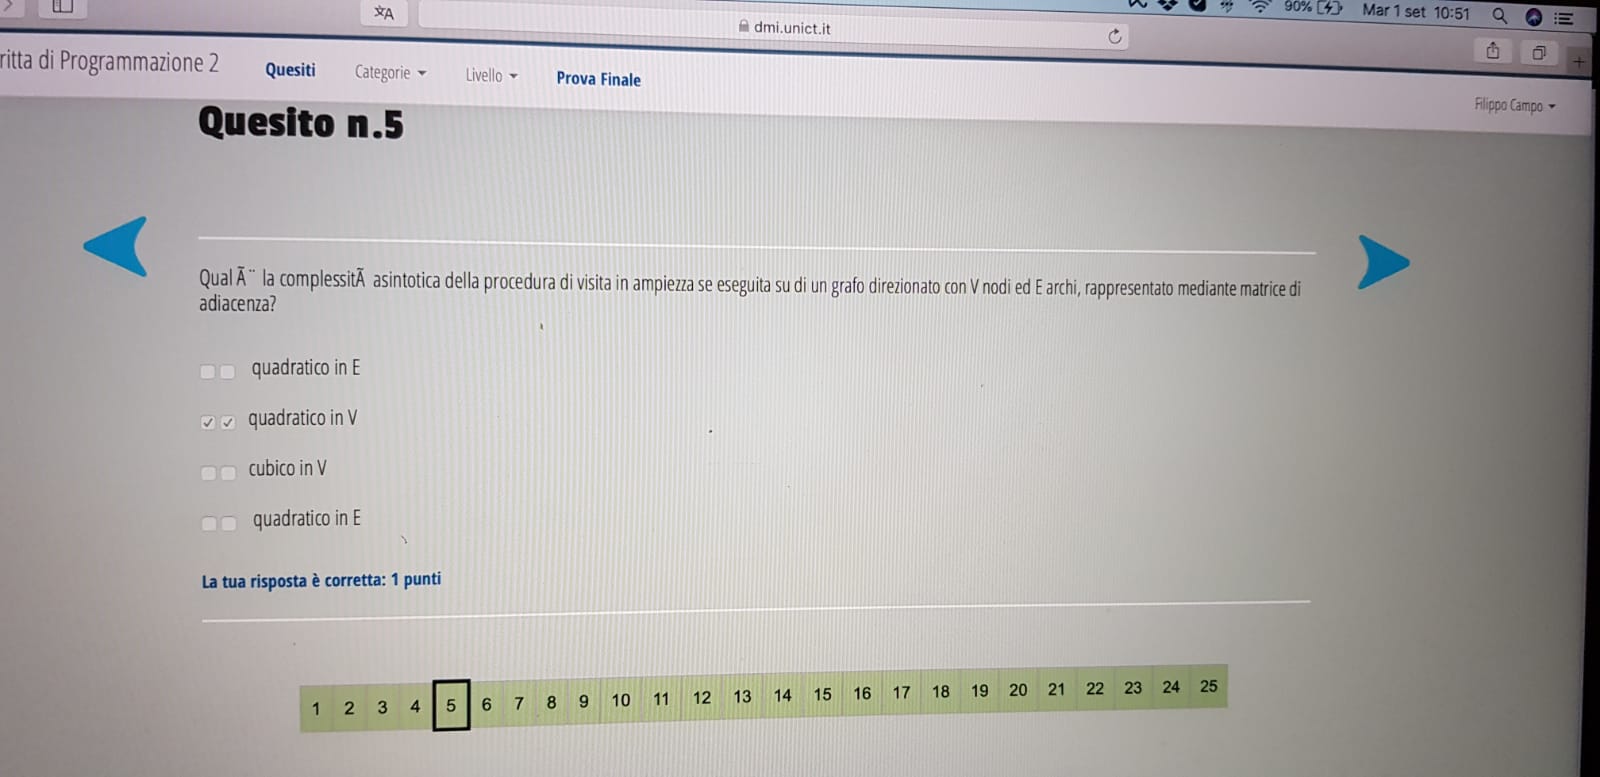 90% Mar 1 set 10:51
dmi.unict.it
ritta di Programmazione 2 Quesiti Categorie Livello Prova Finale
Filippo Campo
Quesito n.5
Qual Ã¨ la complessitÃ asintotica della procedura di visita in ampiezza se eseguita su di un grafo direzionato con V nodi ed E archi, rappresentato mediante matrice di
adiacenza?
quadratico in E
quadratico in V
cubico in V
quadratico in E
La tua risposta è corretta: 1 punti
1 2 3 4 5 6 7 8 9 10 11 12 13 14 15 16 17 18 19 20 21 22 23 24 25